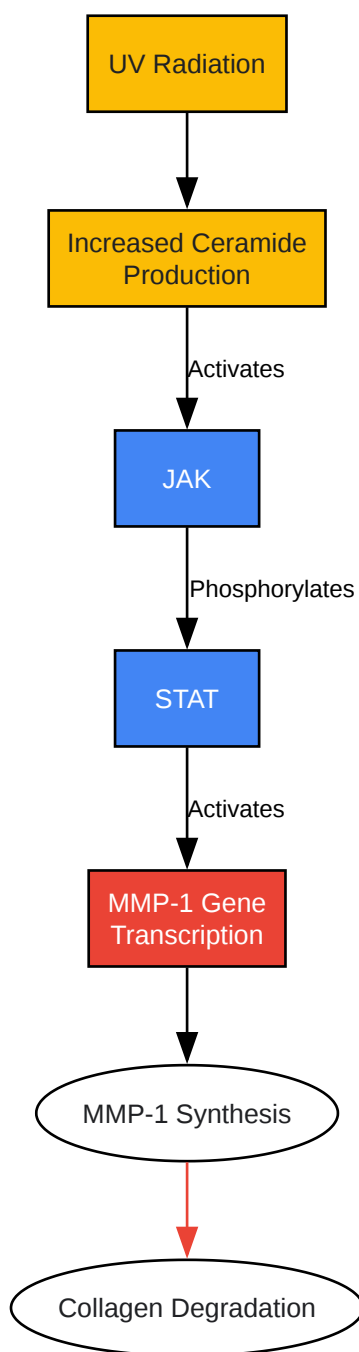 UV Radiation
Increased Ceramide
Production
Activates
JAK
Phosphorylates
STAT
Activates
MMP-1 Gene
Transcription
MMP-1 Synthesis
Collagen Degradation